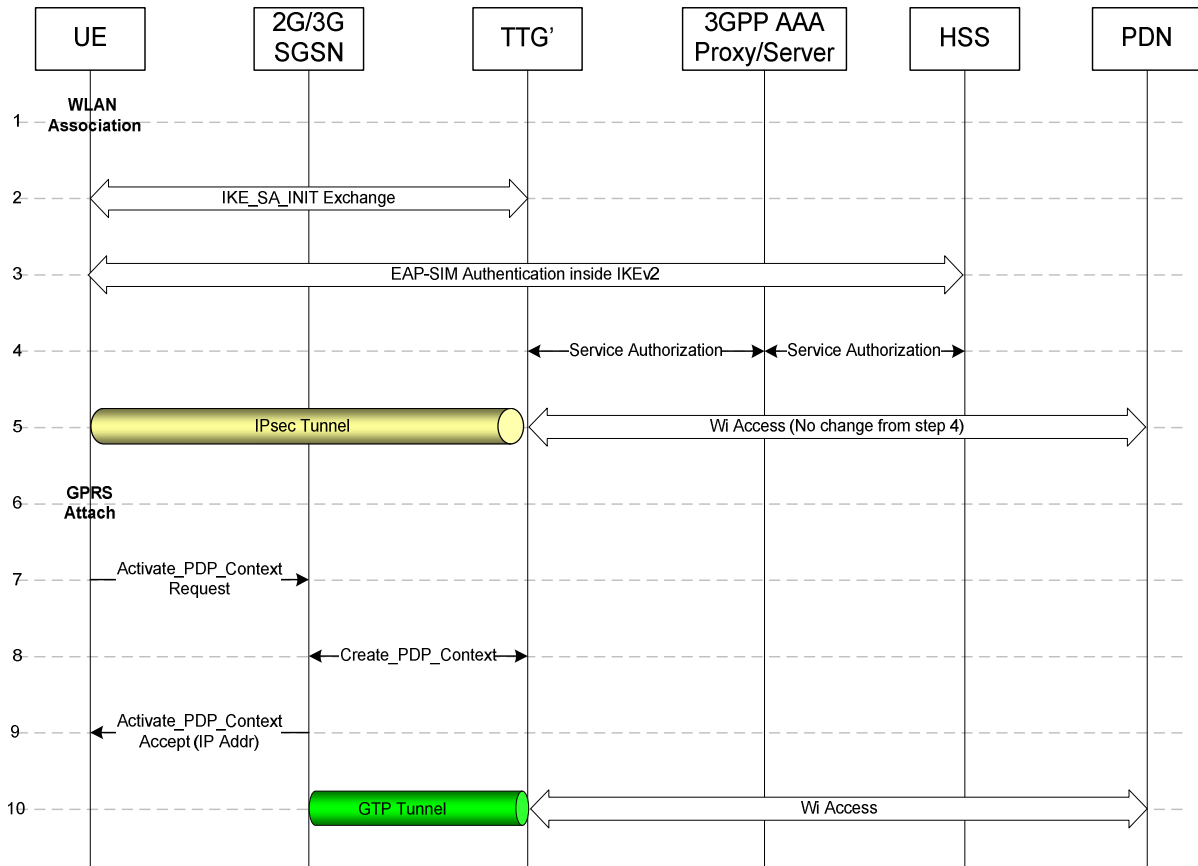 UE
2G/3G
SGSN
TTG'
3GPP AAA
Proxy/Server
HSS
PDN
1
WLAN
Association
2
IKE_SA_INIT Exchange
3
EAP-SIM Authentication inside IKEv2
4
Service Authorization
Service Authorization
5
IPsec Tunnel
Wi Access (No change from step 4)
6
GPRS
Attach
7
Activate_PDP_Context
Request
8
Create_PDP_Context
9
Activate_PDP_Context
Accept (IP Addr)
10
GTP Tunnel
Wi Access